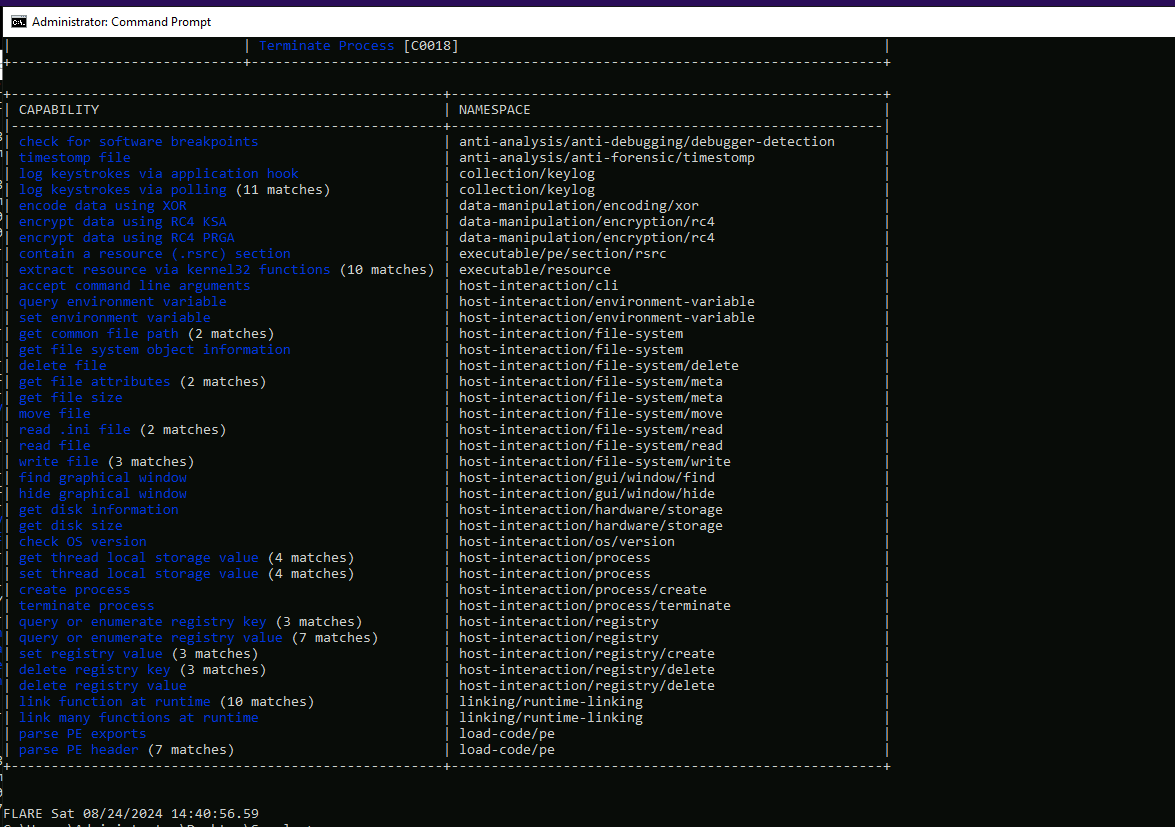 Administrator: Command Prompt
| | Terminate Process [C0018] |
CAPABILITY | NAMESPACE
check for software breakpoints | anti-analysis/anti-debugging/debugger-detection
timestomp file | anti-analysis/anti-forensic/timestomp
log keystrokes via application hook | collection/keylog
log keystrokes via polling (11 matches) | collection/keylog
encode data using XOR | data-manipulation/encoding/xor
encrypt data using RC4 KSA | data-manipulation/encryption/rc4
encrypt data using RC4 PRGA | data-manipulation/encryption/rc4
contain a resource (.rsrc) section | executable/pe/section/rsrc
extract resource via kernel32 functions (10 matches) | executable/resource
accept command line arguments | host-interaction/cli
query environment variable | host-interaction/environment-variable
set environment variable | host-interaction/environment-variable
get common file path (2 matches) | host-interaction/file-system
get file system object information | host-interaction/file-system
delete file | host-interaction/file-system/delete
get file attributes (2 matches) | host-interaction/file-system/meta
get file size | host-interaction/file-system/meta
move file | host-interaction/file-system/move
read .ini file (2 matches) | host-interaction/file-system/read
read file | host-interaction/file-system/read
write file (3 matches) | host-interaction/file-system/write
find graphical window | host-interaction/gui/window/find
hide graphical window | host-interaction/gui/window/hide
get disk information | host-interaction/hardware/storage
get disk size | host-interaction/hardware/storage
check OS version | host-interaction/os/version
get thread local storage value (4 matches) | host-interaction/process
set thread local storage value (4 matches) | host-interaction/process
create process | host-interaction/process/create
terminate process | host-interaction/process/terminate
query or enumerate registry key (3 matches) | host-interaction/registry
query or enumerate registry value (7 matches) | host-interaction/registry
set registry value (3 matches) | host-interaction/registry/create
delete registry key (3 matches) | host-interaction/registry/delete
delete registry value | host-interaction/registry/delete
link function at runtime (10 matches) | linking/runtime-linking
link many functions at runtime | linking/runtime-linking
parse PE exports | load-code/pe
parse PE header (7 matches) | load-code/pe
FLARE Sat 08/24/2024 14:40:56.59